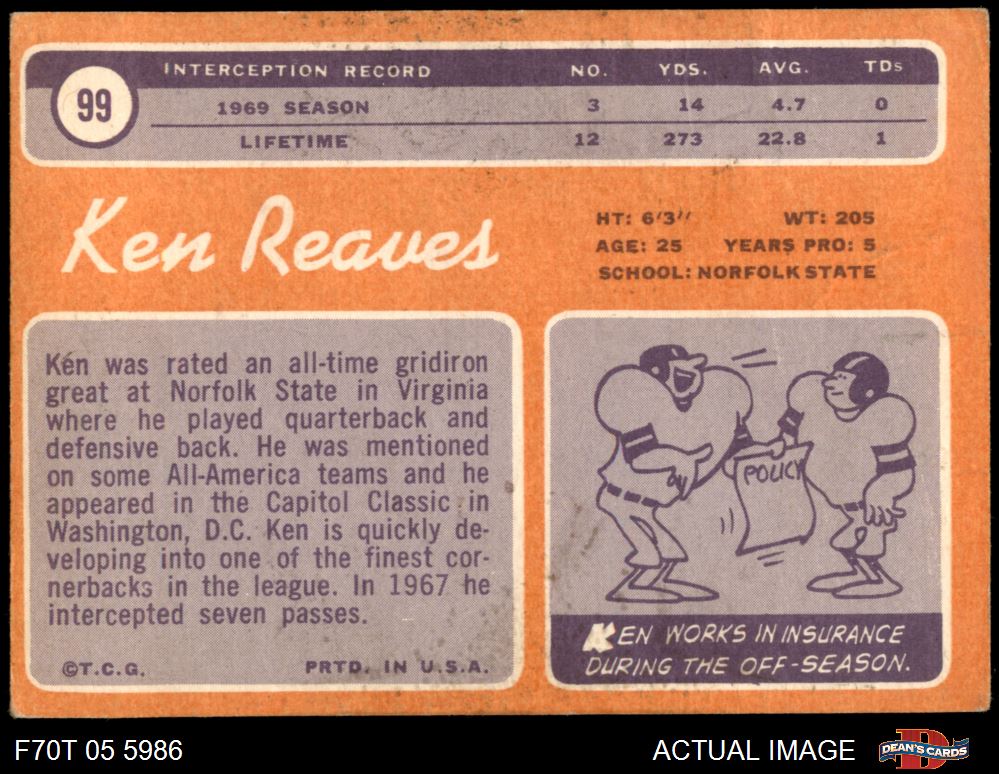 99
INTERCEPTION RECORD NO. YDS. AVG. TDs
1969 SEASON 3 14 4.7 0
LIFETIME 12 273 22.8 1
Ken Reaves
HT: 6'3" WT: 205
AGE: 25 YEARS PRO: 5
SCHOOL: NORFOLK STATE
Ken was rated an all-time gridiron
great at Norfolk State in Virginia
where he played quarterback and
defensive back. He was mentioned
on some All-America teams and he
appeared in the Capitol Classic in
Washington, D.C. Ken is quickly de-
veloping into one of the finest cor-
nerbacks in the league. In 1967 he
intercepted seven passes.
©T.C.G. PRTD. IN U.S.A.
POLICY
KEN WORKS IN INSURANCE
DURING THE OFF-SEASON.
F70T 05 5986 ACTUAL IMAGE
DEAN'S CARDS